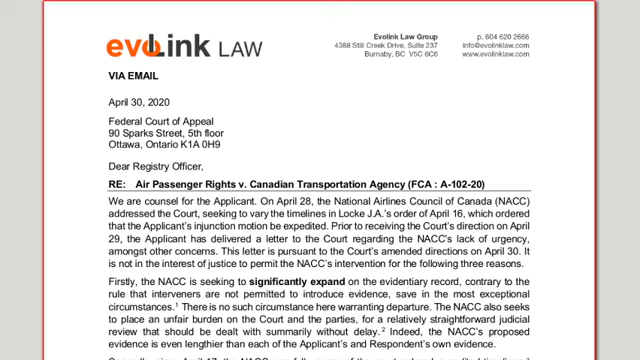 evolink LAW
Evolink Law Group
4388 Still Creek Drive, Suite 237
Burnaby, BC V5C 6C6
p. 604 620 2666
info@evolinklaw.com
www.evolinklaw.com
VIA EMAIL
April 30, 2020
Federal Court of Appeal
90 Sparks Street, 5th floor
Ottawa, Ontario K1A 0H9
Dear Registry Officer,
RE: Air Passenger Rights v. Canadian Transportation Agency (FCA : A-102-20)
We are counsel for the Applicant. On April 28, the National Airlines Council of Canada (NACC)
addressed the Court, seeking to vary the timelines in Locke J.A.'s order of April 16, which ordered
that the Applicant's injunction motion be expedited. Prior to receiving the Court's direction on April
29, the Applicant has delivered a letter to the Court regarding the NACC's lack of urgency,
amongst other concerns. This letter is pursuant to the Court's amended directions on April 30. It
is not in the interest of justice to permit the NACC's intervention for the following three reasons.
Firstly, the NACC is seeking to significantly expand on the evidentiary record, contrary to
the rule that interveners are not permitted to introduce evidence, save in the most exceptional
circumstances.1 There is no such circumstance here warranting departure. The NACC also seeks
to place an unfair burden on the Court and the parties, for a relatively straightforward judicial
review that should be dealt with summarily without delay. 2 Indeed, the NACC's proposed
evidence is even lengthier than each of the Applicant's and Respondent's own evidence.